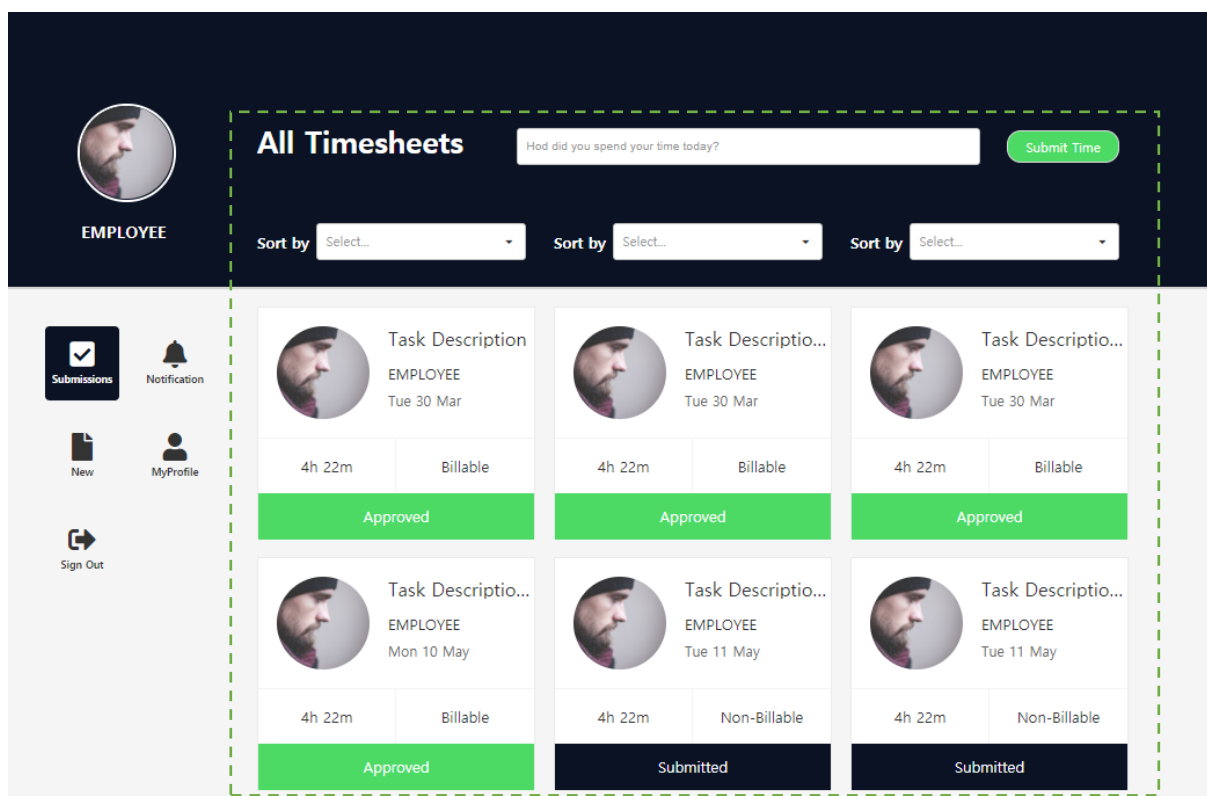 All Timesheets
Hod did you spend your time today?
Submit Time
EMPLOYEE
Sort by Select...
Sort by Select...
Sort by Select...
Submissions
Notification
New
MyProfile
Sign Out
Task Description
EMPLOYEE
Tue 30 Mar
4h 22m Billable
Approved
Task Descriptio...
EMPLOYEE
Tue 30 Mar
4h 22m Billable
Approved
Task Descriptio...
EMPLOYEE
Tue 30 Mar
4h 22m Billable
Approved
Task Descriptio...
EMPLOYEE
Mon 10 May
4h 22m Billable
Approved
Task Descriptio...
EMPLOYEE
Tue 11 May
4h 22m Non-Billable
Submitted
Task Descriptio...
EMPLOYEE
Tue 11 May
4h 22m Non-Billable
Submitted